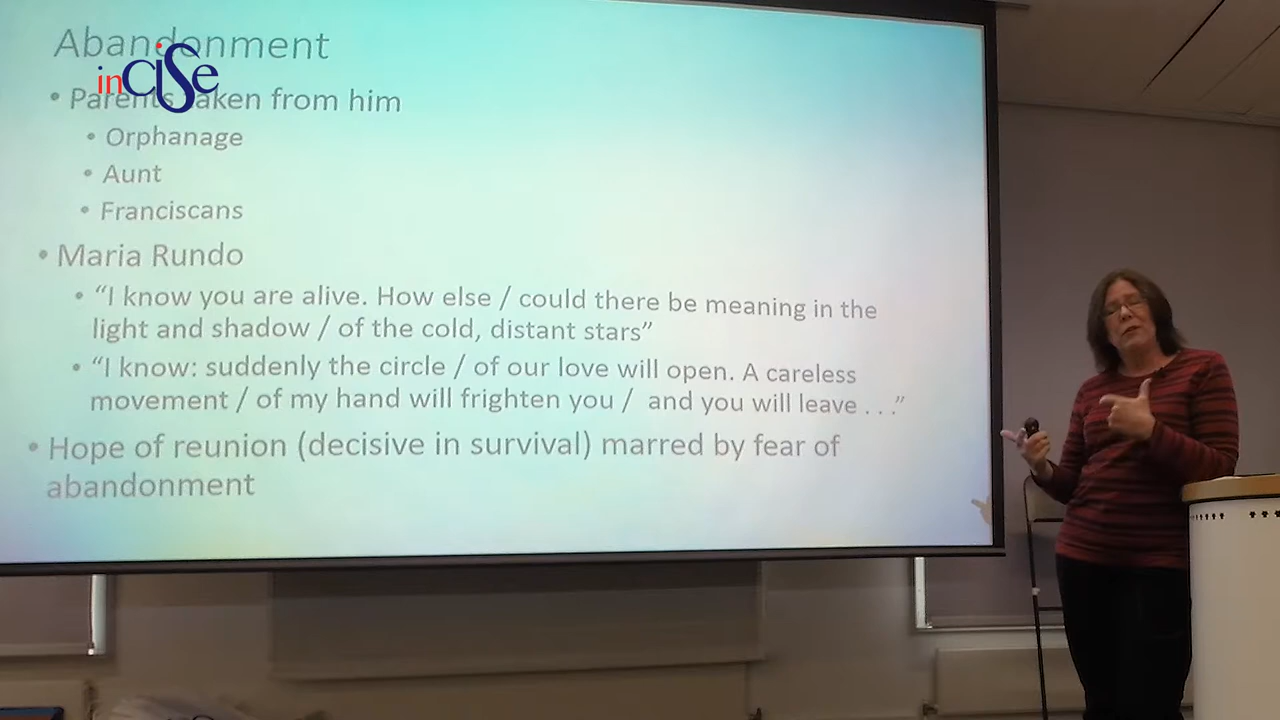 Abandonment
inCiSe
• Parents taken from him
• Orphanage
• Aunt
• Franciscans
• Maria Rundo
• “I know you are alive. How else / could there be meaning in the
light and shadow / of the cold, distant stars”
• “I know: suddenly the circle / of our love will open. A careless
movement / of my hand will frighten you / and you will leave . . .”
• Hope of reunion (decisive in survival) marred by fear of
abandonment